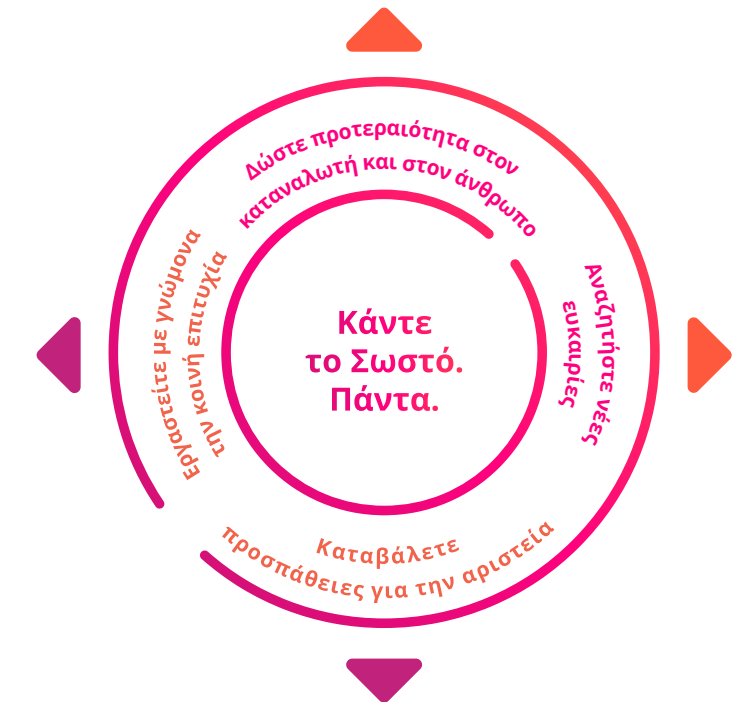 Δώστε προτεραιότητα στον
καταναλωτή και στον άνθρωπο
Αναζητήστε νέες
ευκαιρίες
Καταβάλετε
προσπάθειες για την αριστεία
Εργαστείτε με γνώμονα
την κοινή επιτυχία
Κάντε
το Σωστό.
Πάντα.